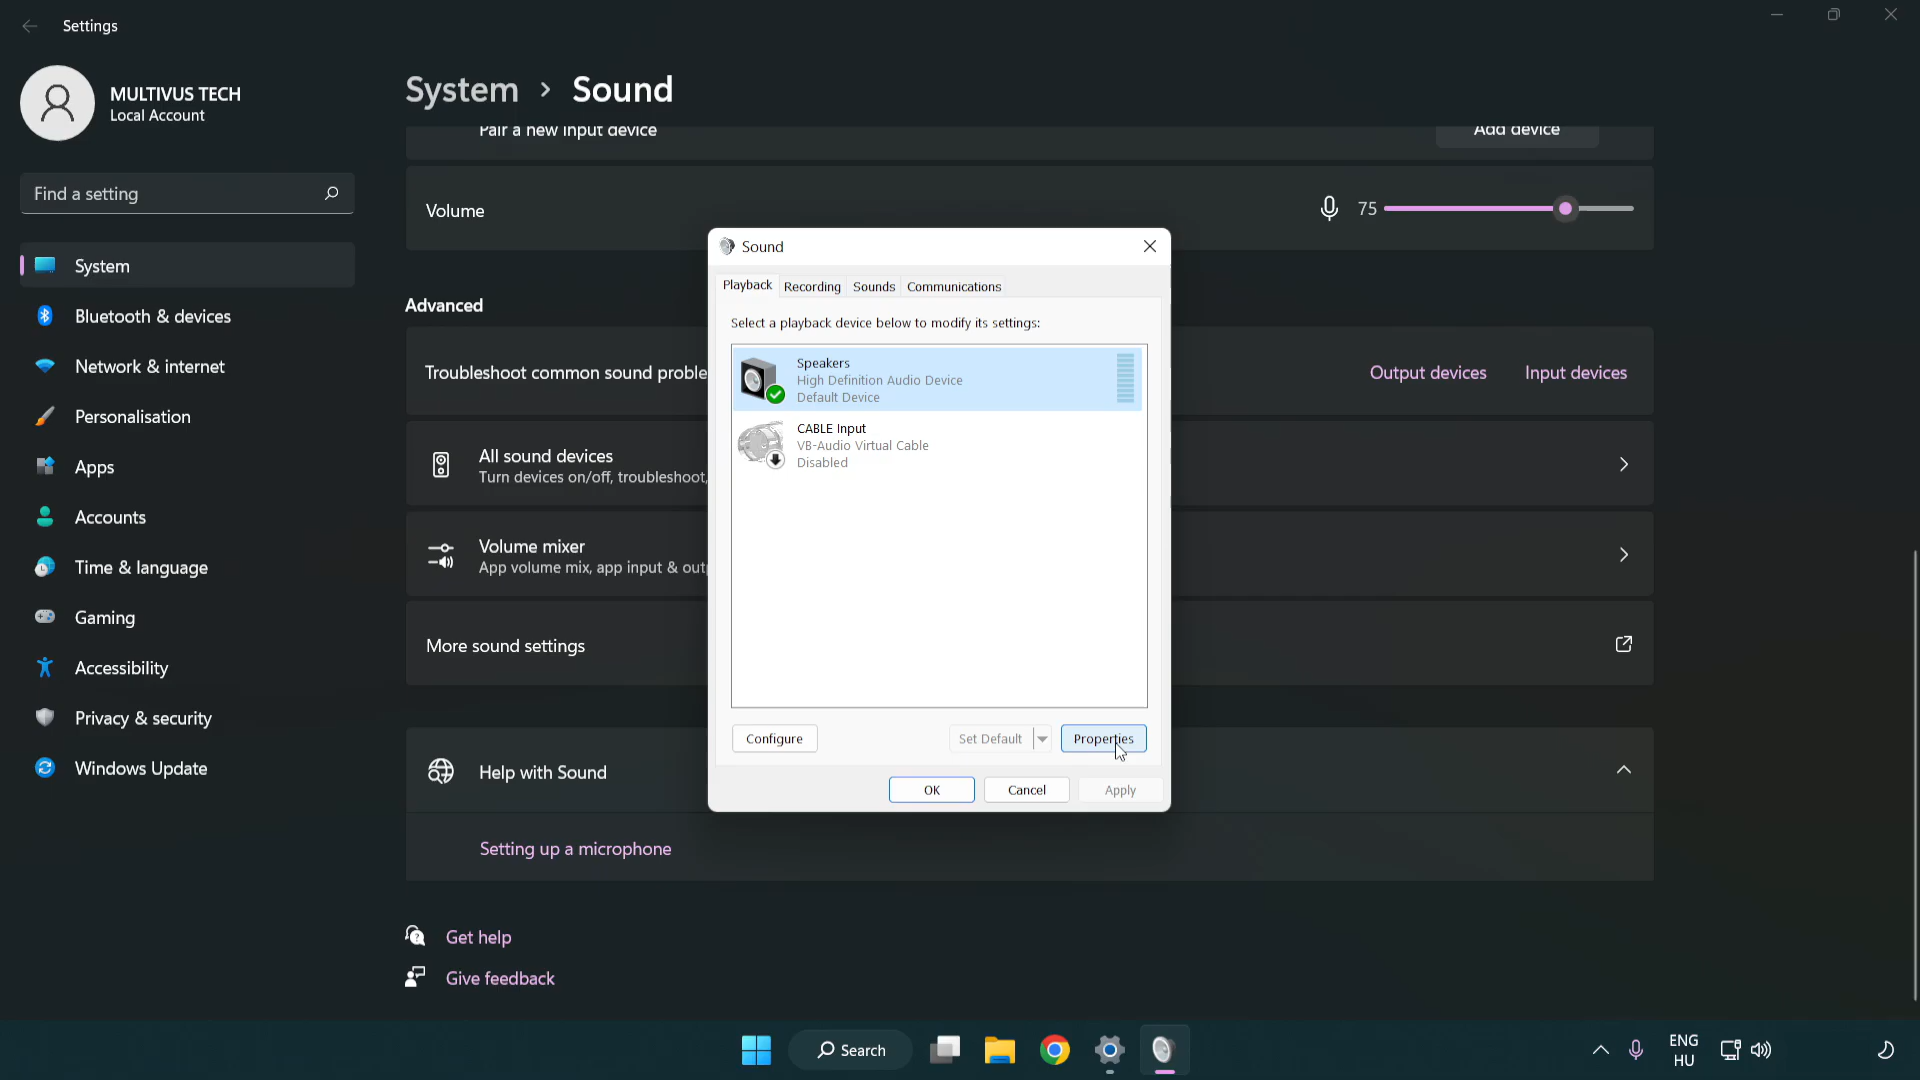 Settings
MULTIVUS TECH
Local Account
Find a setting
System
Bluetooth & devices
Network & internet
Personalisation
Apps
Accounts
Time & language
Gaming
Accessibility
Privacy & security
Windows Update
System › Sound
Pair a new input device
Add device
Volume
75
Advanced
Troubleshoot common sound proble
Output devices
Input devices
All sound devices
Turn devices on/off, troubleshoot,
Volume mixer
App volume mix, app input & out
More sound settings
Help with Sound
Setting up a microphone
Get help
Give feedback
Sound
Playback
Recording
Sounds
Communications
Select a playback device below to modify its settings:
Speakers
High Definition Audio Device
Default Device
CABLE Input
VB-Audio Virtual Cable
Disabled
Configure
Set Default
Properties
OK
Cancel
Apply
Search
ENG
HU